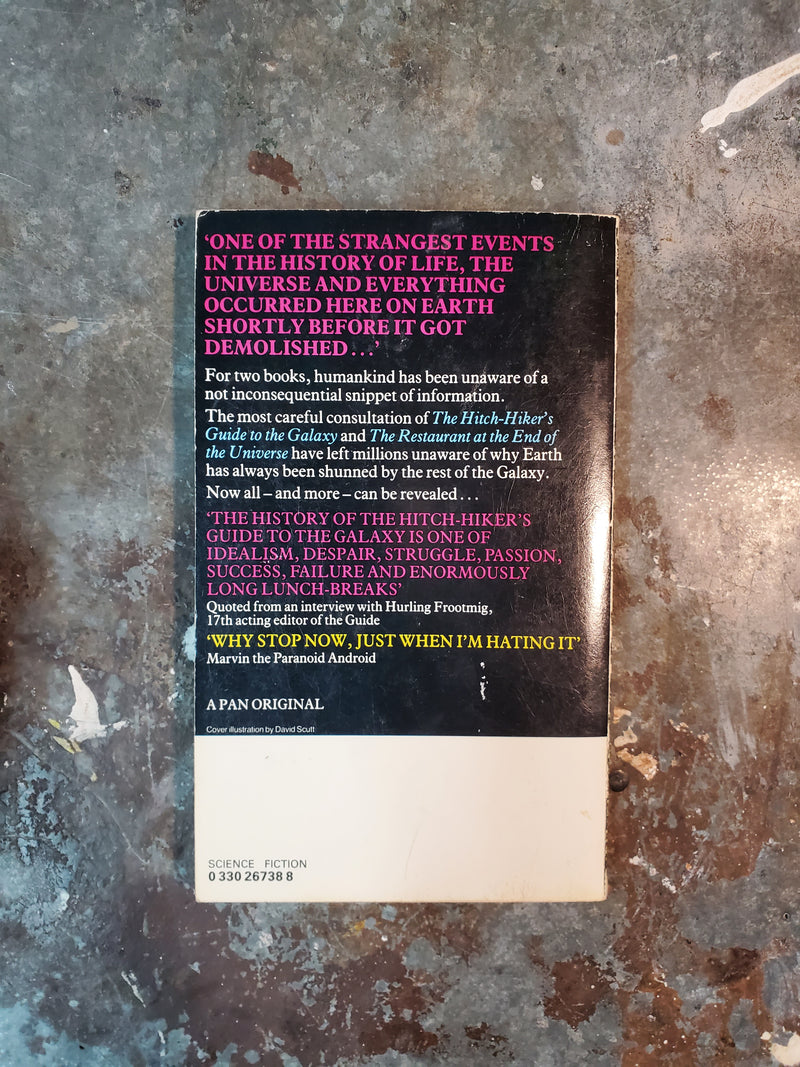 ‘ONE OF THE STRANGEST EVENTS
IN THE HISTORY OF LIFE, THE
UNIVERSE AND EVERYTHING
OCCURRED HERE ON EARTH
SHORTLY BEFORE IT GOT
DEMOLISHED...’
For two books, humankind has been unaware of a
not inconsequential snippet of information.
The most careful consultation of The Hitch-Hiker's
Guide to the Galaxy and The Restaurant at the End of
the Universe have left millions unaware of why Earth
has always been shunned by the rest of the Galaxy.
Now all – and more – can be revealed...
‘THE HISTORY OF THE HITCH-HIKER'S
GUIDE TO THE GALAXY IS ONE OF
IDEALISM, DESPAIR, STRUGGLE, PASSION,
SUCCESS, FAILURE AND ENORMOUSLY
LONG LUNCH-BREAKS’
Quoted from an interview with Hurling Frootmig,
17th acting editor of the Guide
‘WHY STOP NOW, JUST WHEN I'M HATING IT’
Marvin the Paranoid Android
A PAN ORIGINAL
Cover illustration by David Scutt
SCIENCE FICTION
0 330 26738 8